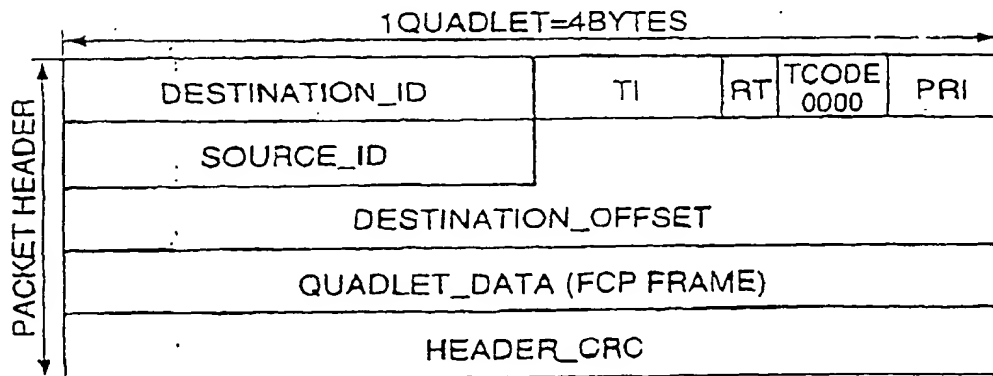 1QUADLET=4BYTES
PACKET HEADER
DESTINATION_ID
TI
RT
TCODE
0000
PRI
SOURCE_ID
DESTINATION_OFFSET
QUADLET_DATA (FCP FRAME)
HEADER_CRC